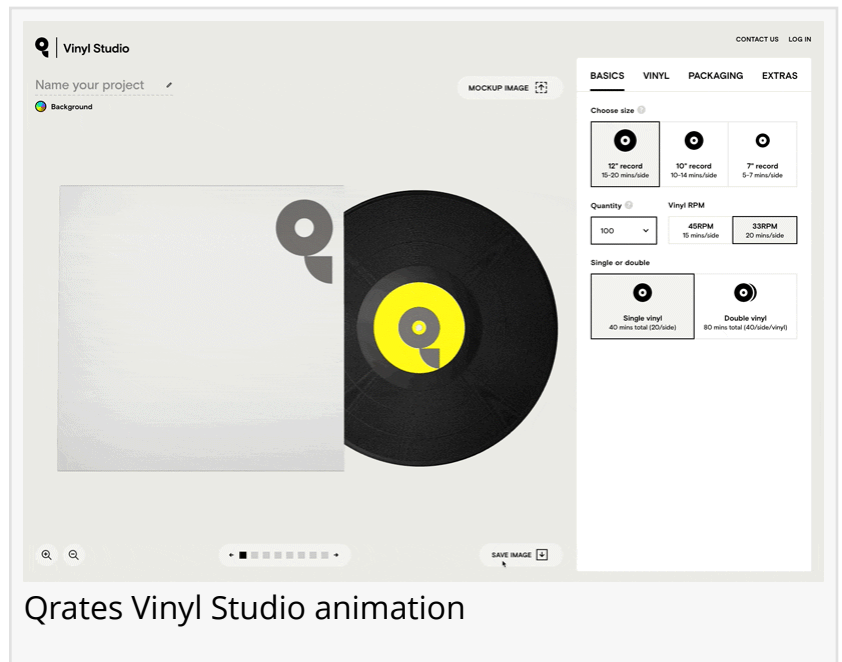 Vinyl Studio
CONTACT US LOG IN
Name your project
Background
MOCKUP IMAGE
BASICS VINYL PACKAGING EXTRAS
Choose size ?
12" record 10" record 7" record
15-20 mins/side 10-14 mins/side 5-7 mins/side
Quantity ? Vinyl RPM
100
45RPM 33RPM
15 mins/side 20 mins/side
Single or double
Single vinyl Double vinyl
40 mins total (20/side) 80 mins total (40/side/vinyl)
SAVE IMAGE
Qrates Vinyl Studio animation